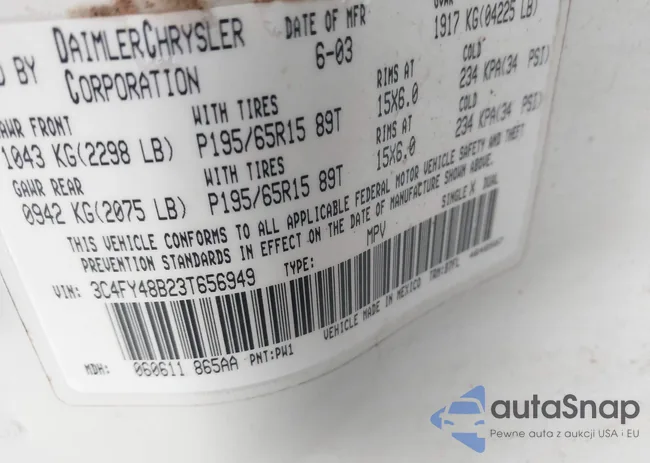 DAIMLERCHRYSLER
CORPORATION
BY
DATE OF MFR
6-03
1917 KG(04225 LB)
GAWR FRONT
1043 KG(2298 LB)
WITH TIRES
P195/65R15 89T
RIMS AT
15X6.0
COLD
234 KPA(34 PSI)
GAWR REAR
0942 KG(2075 LB)
WITH TIRES
P195/65R15 89T
RIMS AT
15X6.0
COLD
234 KPA(34 PSI)
THIS VEHICLE CONFORMS TO ALL APPLICABLE FEDERAL MOTOR VEHICLE SAFETY AND THEFT
PREVENTION STANDARDS IN EFFECT ON THE DATE OF MANUFACTURE SHOWN ABOVE.
VIN: 3C4FY48B23T656949
TYPE: MPV
SINGLE X DUAL
VEHICLE MADE IN MEXICO
MDH: 060611 865AA PNT:PW1
autaSnap
Pewne auta z aukcji USA i EU